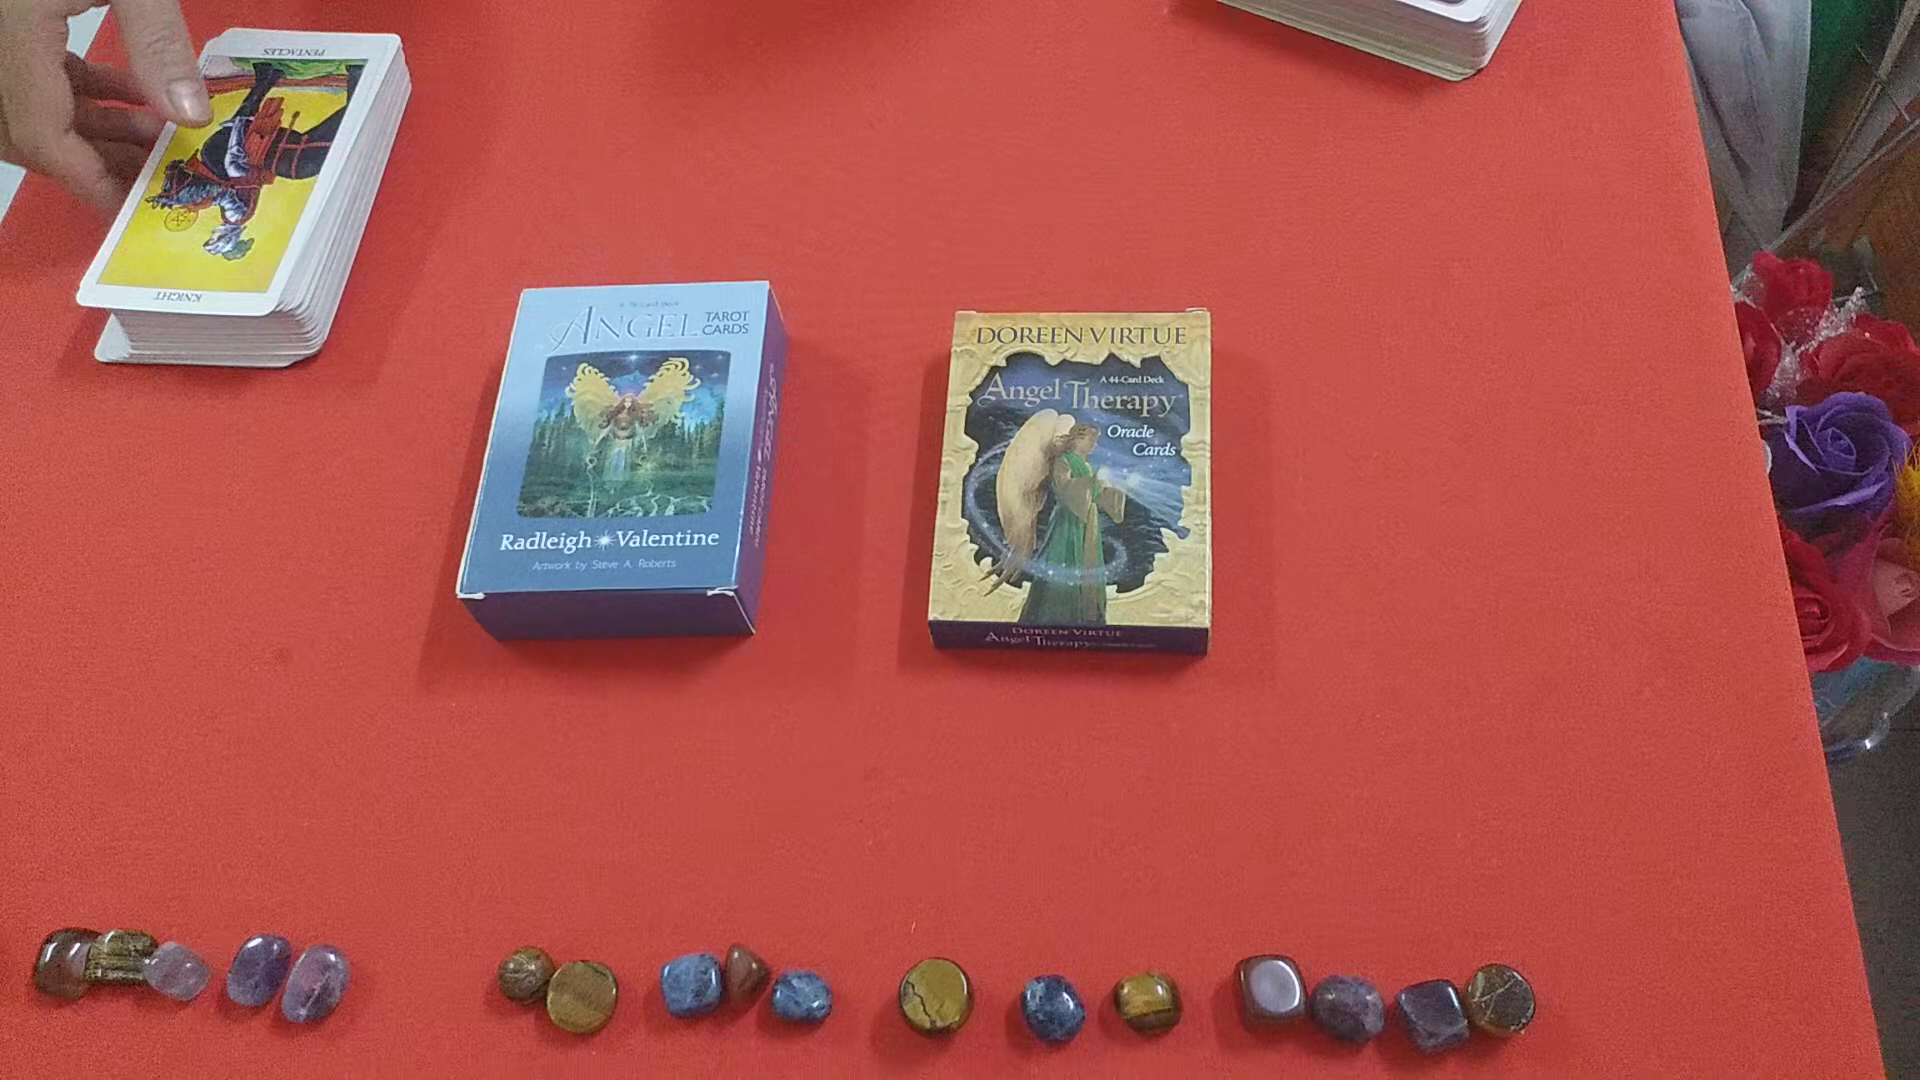 PENTACLES
KNIGHT
A 78-Card Deck
ANGEL TAROT CARDS
Radleigh Valentine
Artwork by Steve A. Roberts
DOREEN VIRTUE
A 44-Card Deck
Angel Therapy
Oracle
Cards
DOREEN VIRTUE
Angel Therapy